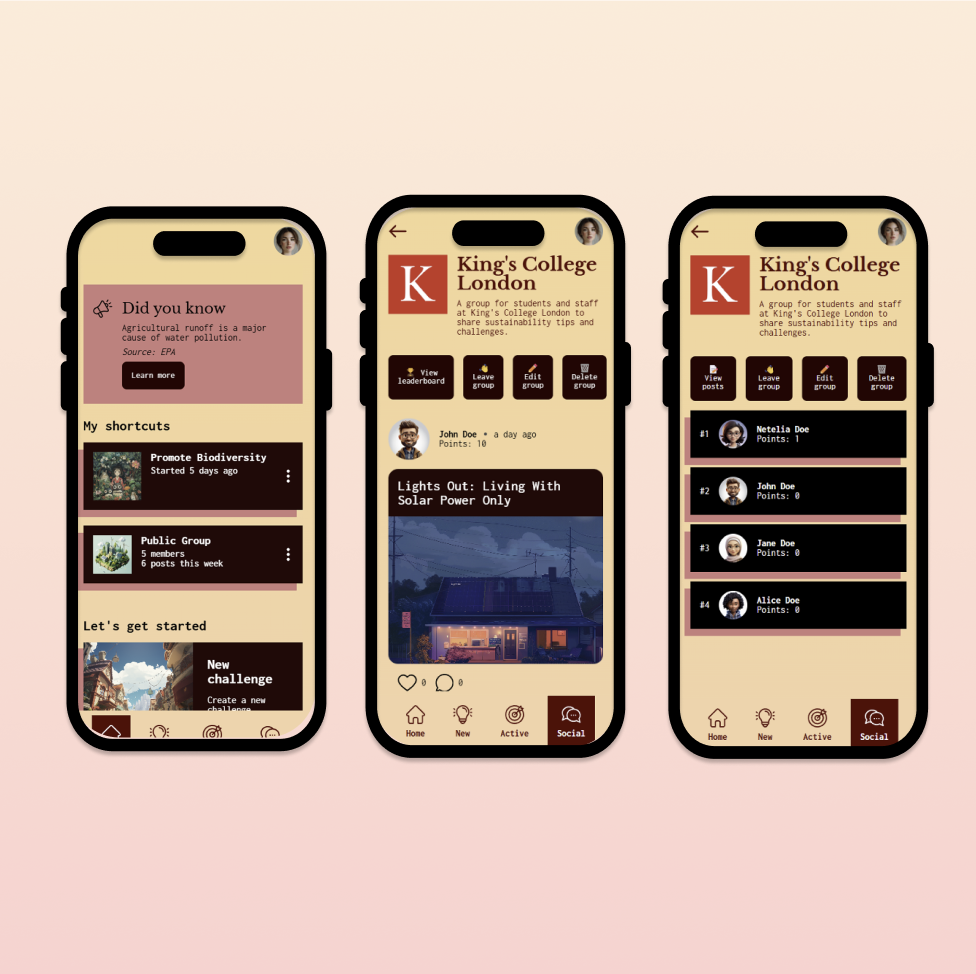 Did you know
Agricultural runoff is a major
cause of water pollution.
Source: EPA
Learn more
My shortcuts
Promote Biodiversity
Started 5 days ago
Public Group
5 members
6 posts this week
Let's get started
New
challenge
Create a new
challenge
K
King's College
London
A group for students and staff
at King's College London to
share sustainability tips and
challenges.
View
leaderboard
Leave
group
Edit
group
Delete
group
John Doe • a day ago
Points: 10
Lights Out: Living With
Solar Power Only
0
0
Home
New
Active
Social
K
King's College
London
A group for students and staff
at King's College London to
share sustainability tips and
challenges.
View
posts
Leave
group
Edit
group
Delete
group
#1
Netelia Doe
Points: 1
#2
John Doe
Points: 0
#3
Jane Doe
Points: 0
#4
Alice Doe
Points: 0
Home
New
Active
Social